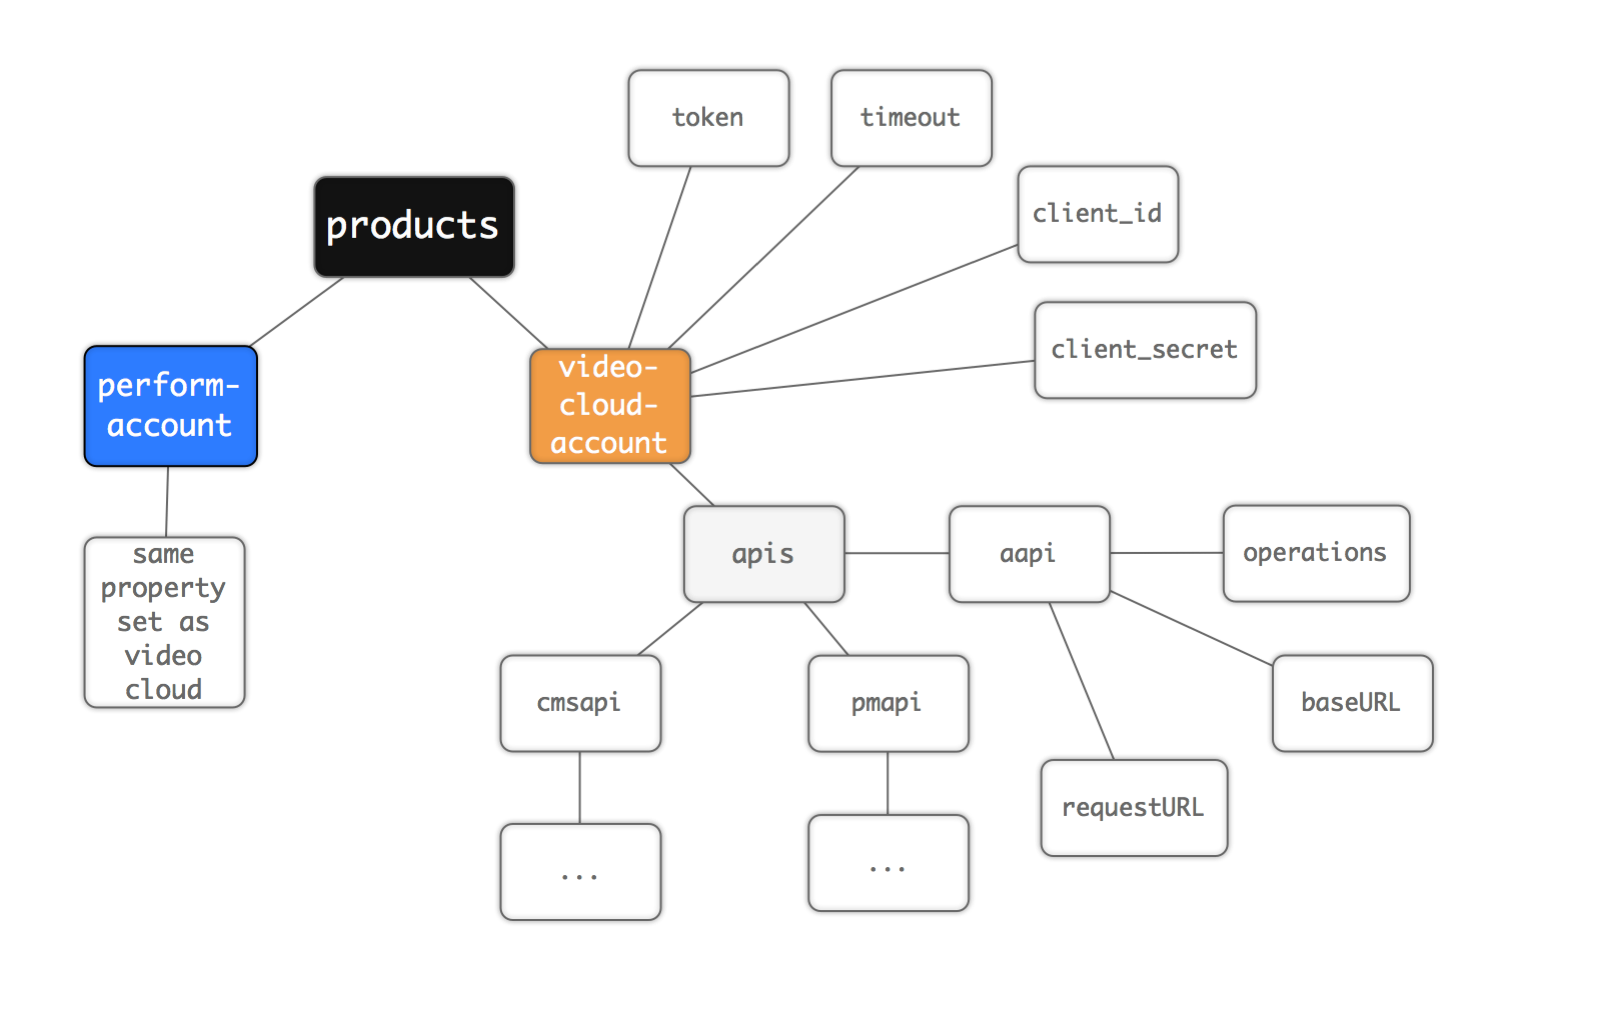 token
timeout
products
client_id
client_secret
perform-
account
video-
cloud-
account
same
property
set as
video
cloud
apis
aapi
operations
cmsapi
pmapi
baseURL
requestURL
...
...